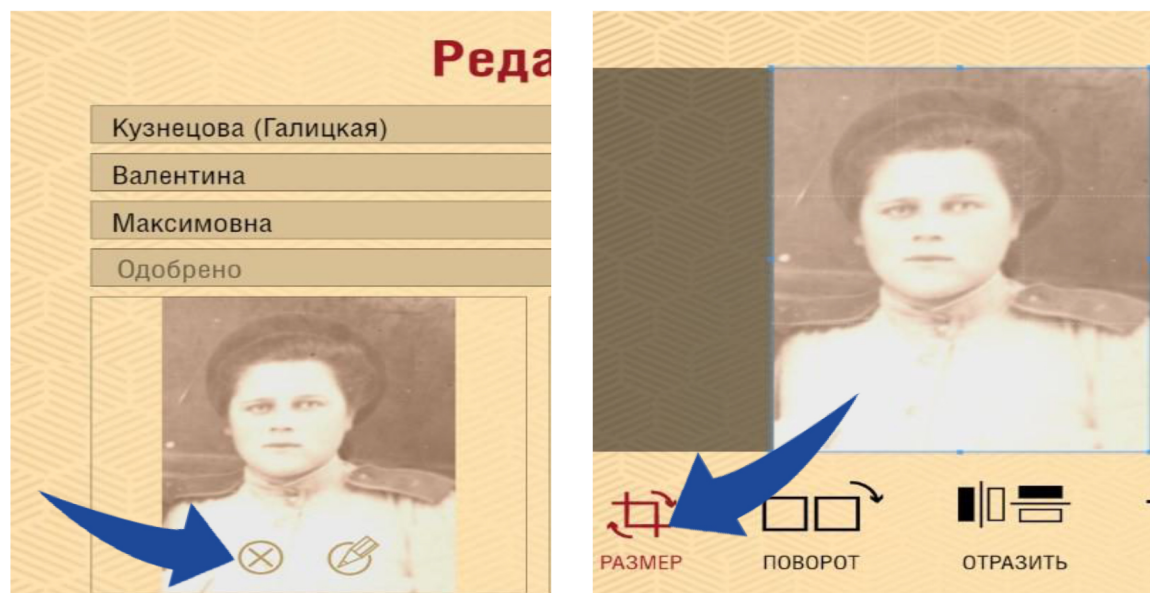 Реда
Кузнецова (Галицкая)
Валентина
Максимовна
Одобрено
РАЗМЕР
ПОВОРОТ
ОТРАЗИТЬ